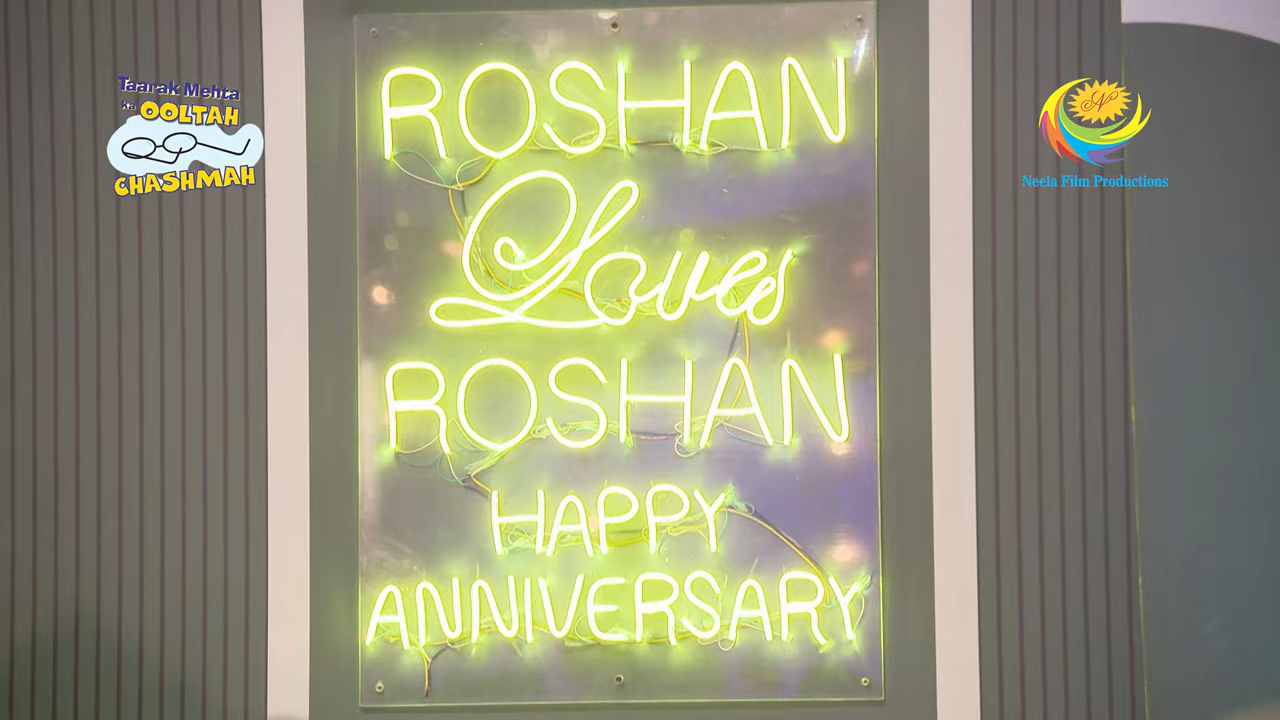 Taarak Mehta
ka OOLTAH
CHASHMAH
Neela Film Productions
ROSHAN
Loves
ROSHAN
HAPPY
ANNIVERSARY